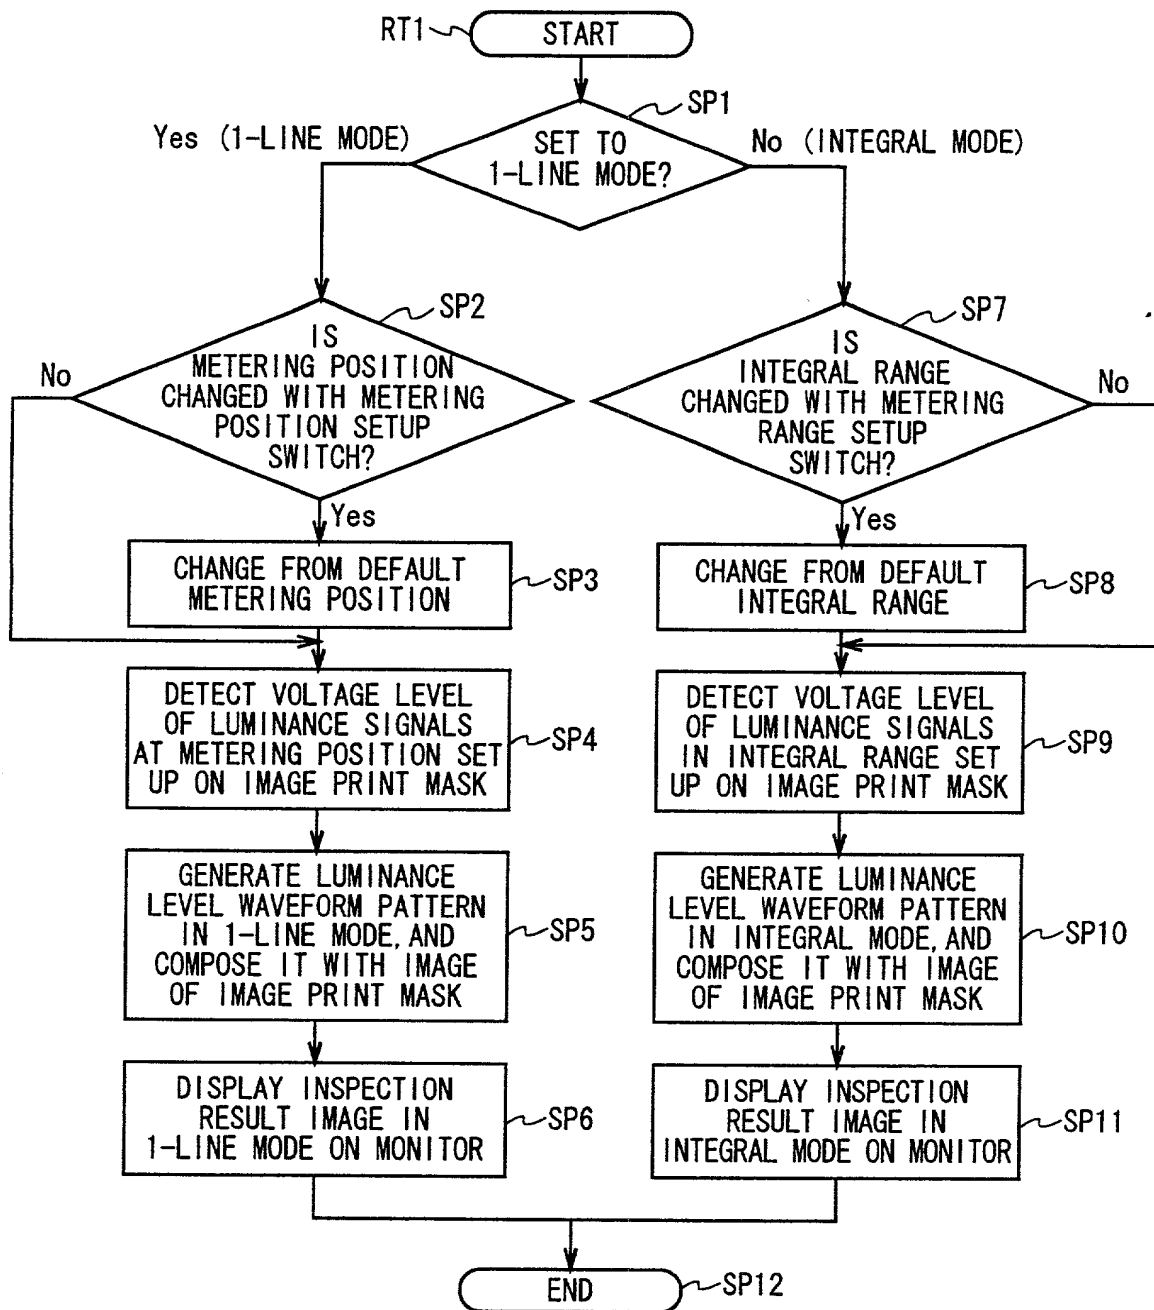 RT1
START
SP1
Yes (1-LINE MODE)
SET TO
1-LINE MODE?
No (INTEGRAL MODE)
SP2
IS
METERING POSITION
CHANGED WITH METERING
POSITION SETUP
SWITCH?
No
Yes
SP7
IS
INTEGRAL RANGE
CHANGED WITH METERING
RANGE SETUP
SWITCH?
No
Yes
CHANGE FROM DEFAULT
METERING POSITION
SP3
CHANGE FROM DEFAULT
INTEGRAL RANGE
SP8
DETECT VOLTAGE LEVEL
OF LUMINANCE SIGNALS
AT METERING POSITION SET
UP ON IMAGE PRINT MASK
SP4
DETECT VOLTAGE LEVEL
OF LUMINANCE SIGNALS
IN INTEGRAL RANGE SET
UP ON IMAGE PRINT MASK
SP9
GENERATE LUMINANCE
LEVEL WAVEFORM PATTERN
IN 1-LINE MODE, AND
COMPOSE IT WITH IMAGE
OF IMAGE PRINT MASK
SP5
GENERATE LUMINANCE
LEVEL WAVEFORM PATTERN
IN INTEGRAL MODE, AND
COMPOSE IT WITH IMAGE
OF IMAGE PRINT MASK
SP10
DISPLAY INSPECTION
RESULT IMAGE IN
1-LINE MODE ON MONITOR
SP6
DISPLAY INSPECTION
RESULT IMAGE IN
INTEGRAL MODE ON MONITOR
SP11
END
SP12